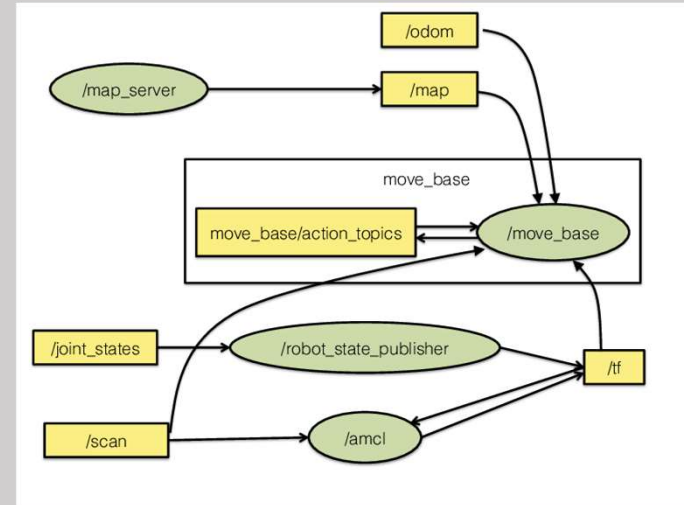 /odom
/map_server
/map
move_base
move_base/action_topics
/move_base
/joint_states
/robot_state_publisher
/tf
/scan
/amcl